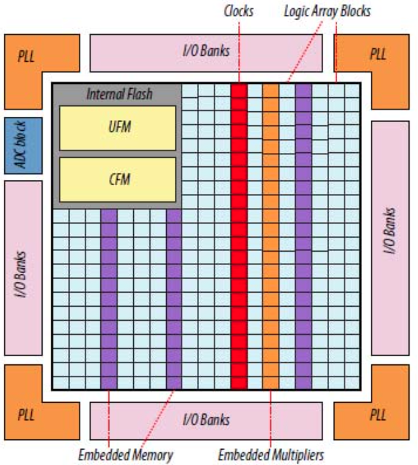 Clocks
Logic Array Blocks
PLL
I/O Banks
PLL
Internal Flash
UFM
ADC block
CFM
I/O Banks
I/O Banks
PLL
I/O Banks
PLL
Embedded Memory
Embedded Multipliers